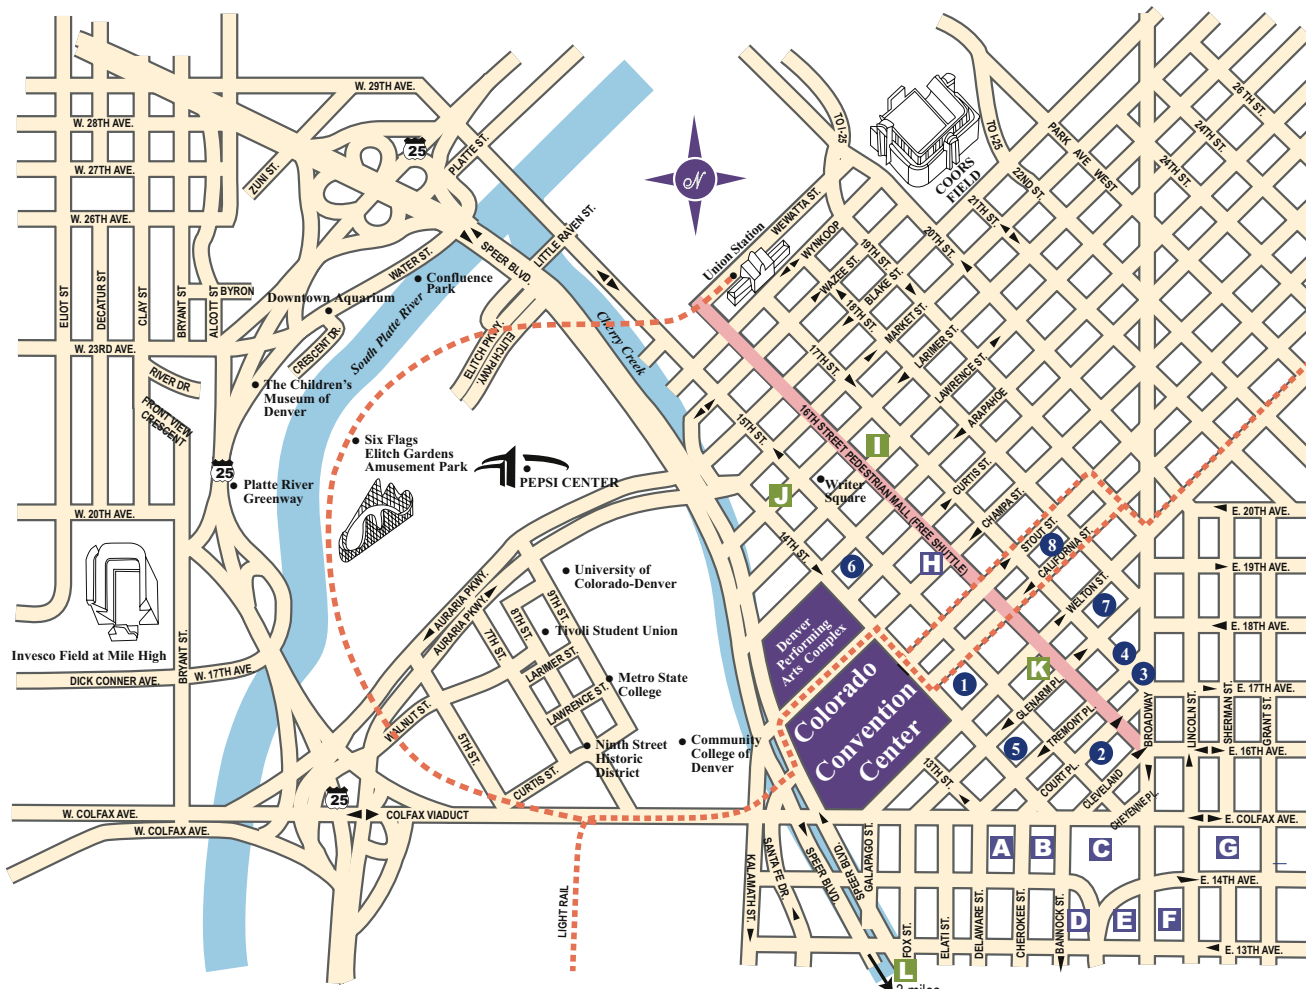 W. 29TH AVE.
W. 28TH AVE.
W. 27TH AVE.
W. 26TH AVE.
ZUNI ST.
25
PLATTE ST.
TO I-25
COORS
FIELD
TO I-25
PARK AVE WEST
26TH ST.
24TH ST.
24TH ST.
22ND ST.
21TH ST.
20TH ST.
N
Union Station
WEWATTA ST.
WYNKOOP
WAZEE ST.
19TH ST.
BLAKE ST.
18TH ST.
MARKET ST.
17TH ST.
LARIMER ST.
LAWRENCE ST.
ARAPAHOE
CURTIS ST.
CHAMPA ST.
STOUT ST.
CALIFORNIA ST.
WELTON ST.
GLENARM PL.
TREMONT PL.
COURT PL.
CLEVELAND
CHEYENNE PL.
LITTLE RAVEN ST.
SPEER BLVD.
WATER ST.
Confluence
Park
Downtown Aquarium
South Platte River
Cherry Creek
CRESCENT DR.
ELITCH PKWY.
ELITCH PKWY.
ELIOT ST
DECATUR ST
CLAY ST
BRYANT ST
ALCOTT ST
BYRON
W. 23RD AVE.
RIVER DR
FRONT VIEW
CRESCENT
The Children's
Museum of
Denver
25
Platte River
Greenway
Six Flags
Elitch Gardens
Amusement Park
PEPSI CENTER
W. 20TH AVE.
Invesco Field at Mile High
BRYANT ST.
DICK CONNER AVE.
W. 17TH AVE
16TH STREET PEDESTRIAN MALL (FREE SHUTTLE)
15TH ST.
14TH ST.
13TH ST.
Writer
Square
I
J
H
K
L
6
8
7
4
3
1
5
2
Denver
Performing
Arts Complex
Colorado
Convention
Center
University of
Colorado-Denver
Tivoli Student Union
Metro State
College
Ninth Street
Historic
District
Community
College of
Denver
AURARIA PKWY.
AURARIA PKWY.
9TH ST.
8TH ST.
7TH ST.
5TH ST.
LARIMER ST.
LAWRENCE ST.
WALNUT ST.
CURTIS ST.
25
W. COLFAX AVE.
W. COLFAX AVE.
COLFAX VIADUCT
LIGHT RAIL
KALAMATH ST.
SANTA FE DR.
SPEER BLVD.
SPEER BLVD.
GALAPAGO ST.
FOX ST.
ELATI ST.
DELAWARE ST.
CHEROKEE ST.
BANNOCK ST.
BROADWAY
LINCOLN ST.
SHERMAN ST.
GRANT ST.
E. 20TH AVE.
E. 19TH AVE.
E. 18TH AVE.
E. 17TH AVE.
E. 16TH AVE.
E. COLFAX AVE.
E. 14TH AVE.
E. 13TH AVE.
A
B
C
D
E
F
G
2 miles